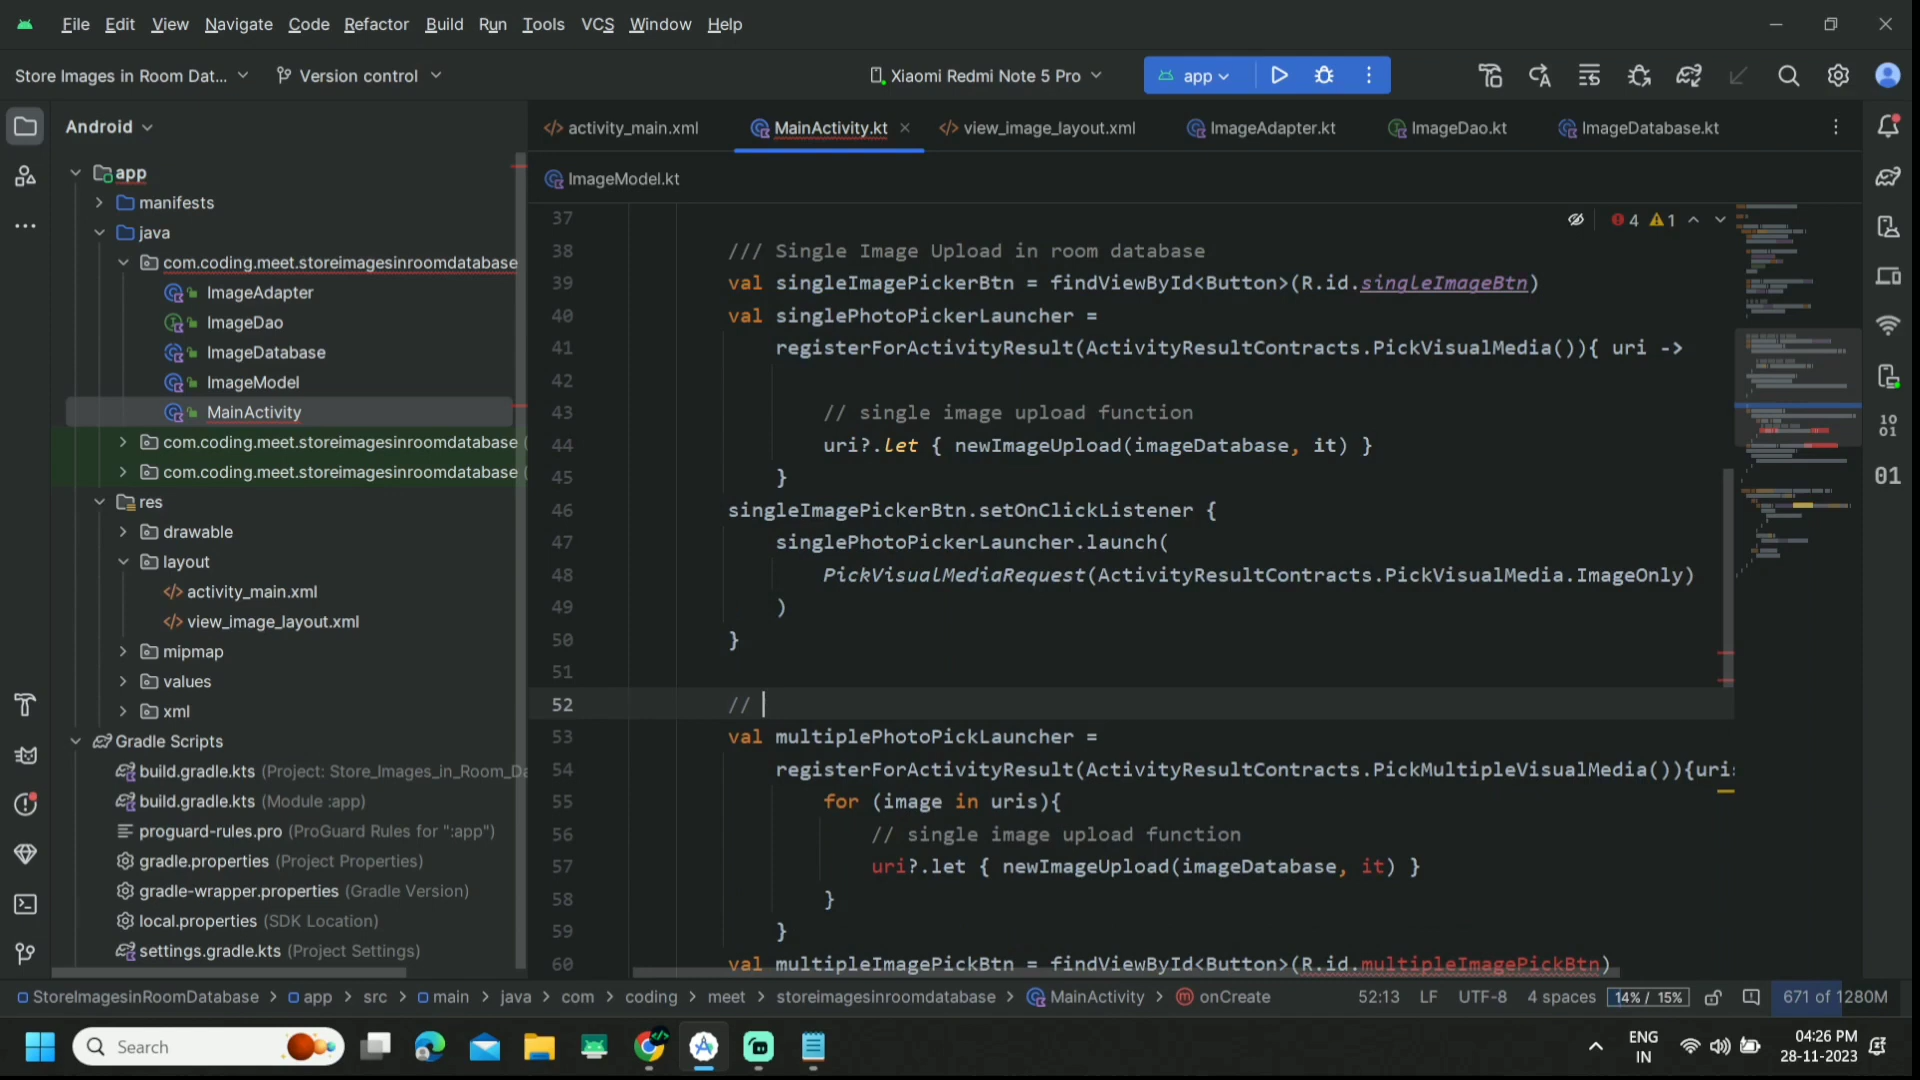 File Edit View Navigate Code Refactor Build Run Tools VCS Window Help
Store Images in Room Dat... Version control Xiaomi Redmi Note 5 Pro app
Android
app
manifests
java
com.coding.meet.storeimagesinroomdatabase
ImageAdapter
ImageDao
ImageDatabase
ImageModel
MainActivity
com.coding.meet.storeimagesinroomdatabase (
com.coding.meet.storeimagesinroomdatabase (
res
drawable
layout
activity_main.xml
view_image_layout.xml
mipmap
values
xml
Gradle Scripts
build.gradle.kts (Project: Store_Images_in_Room_Da
build.gradle.kts (Module :app)
proguard-rules.pro (ProGuard Rules for ":app")
gradle.properties (Project Properties)
gradle-wrapper.properties (Gradle Version)
local.properties (SDK Location)
settings.gradle.kts (Project Settings)
activity_main.xml MainActivity.kt view_image_layout.xml ImageAdapter.kt ImageDao.kt ImageDatabase.kt
ImageModel.kt
4 1
37
38 /// Single Image Upload in room database
39 val singleImagePickerBtn = findViewById<Button>(R.id.singleImageBtn)
40 val singlePhotoPickerLauncher =
41 registerForActivityResult(ActivityResultContracts.PickVisualMedia()){ uri ->
42
43 // single image upload function
44 uri?.let { newImageUpload(imageDatabase, it) }
45 }
46 singleImagePickerBtn.setOnClickListener {
47 singlePhotoPickerLauncher.launch(
48 PickVisualMediaRequest(ActivityResultContracts.PickVisualMedia.ImageOnly)
49 )
50 }
51
52 //
53 val multiplePhotoPickLauncher =
54 registerForActivityResult(ActivityResultContracts.PickMultipleVisualMedia()){uri
55 for (image in uris){
56 // single image upload function
57 uri?.let { newImageUpload(imageDatabase, it) }
58 }
59 }
60 val multipleImagePickBtn = findViewById<Button>(R.id.multipleImagePickBtn)
10
01
01
StoreImagesinRoomDatabase > app > src > main > java > com > coding > meet > storeimagesinroomdatabase > MainActivity > onCreate 52:13 LF UTF-8 4 spaces 14% / 15% 671 of 1280M
Search
ENG
IN
04:26 PM
28-11-2023